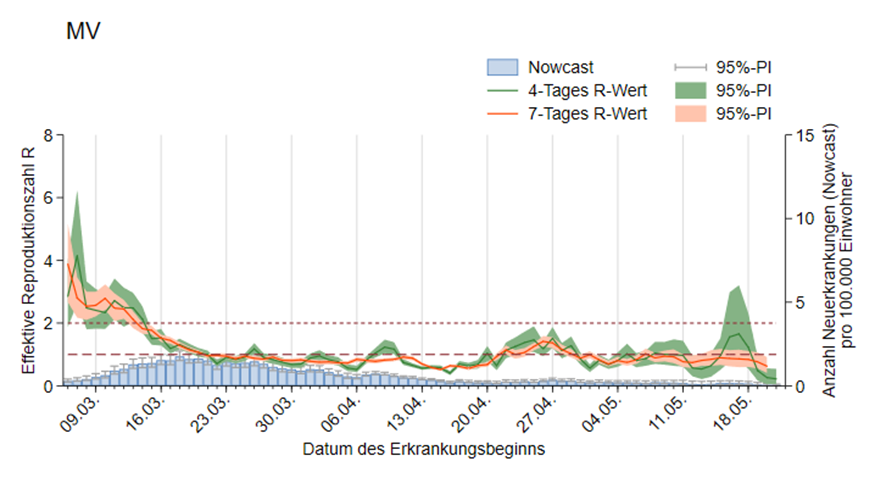 MV
Nowcast 95%-PI
4-Tages R-Wert 95%-PI
7-Tages R-Wert 95%-PI
Effektive Reproduktionszahl R
8
6
4
2
0
15
10
5
0
Anzahl Neuerkrankungen (Nowcast)
pro 100.000 Einwohner
09.03. 16.03. 23.03. 30.03. 06.04. 13.04. 20.04. 27.04. 04.05. 11.05. 18.05.
Datum des Erkrankungsbeginns